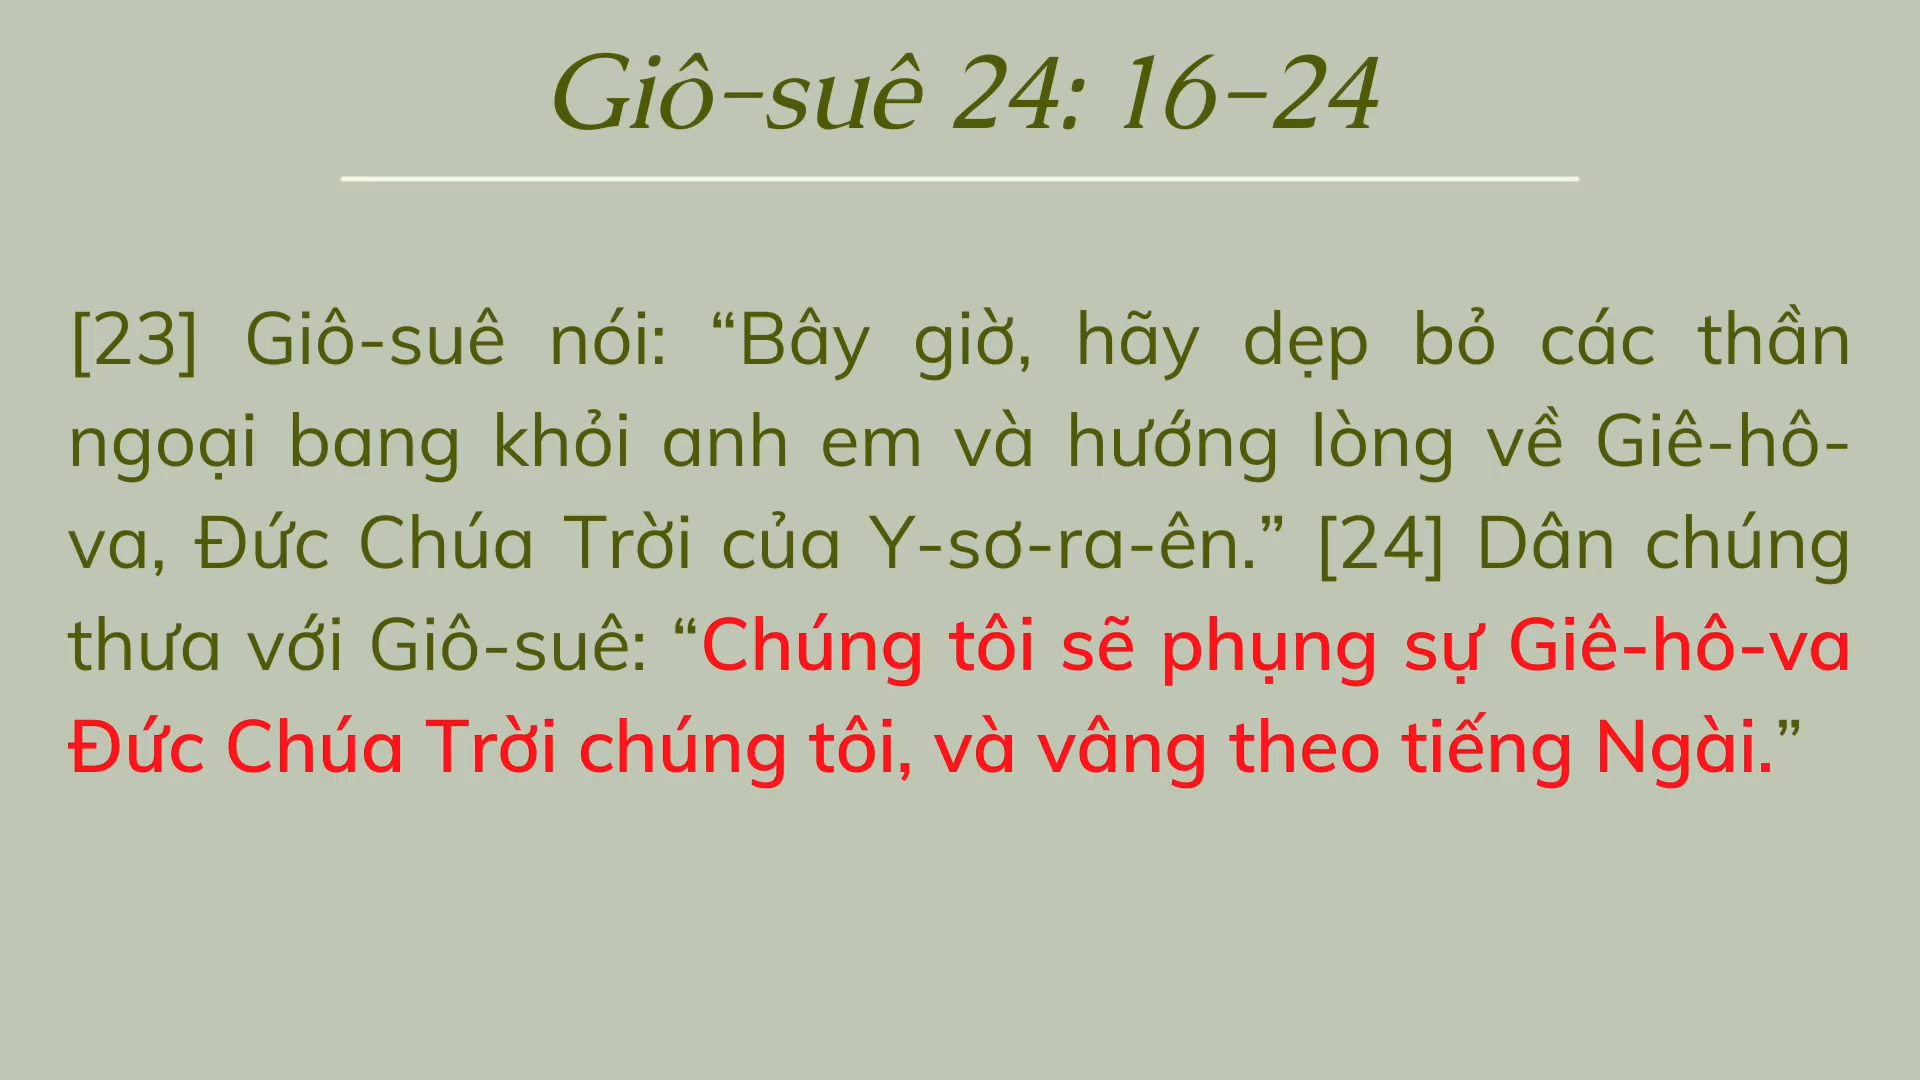 Giô-suê 24: 16-24
[23] Giô-suê nói: “Bây giờ, hãy dẹp bỏ các thần
ngoại bang khỏi anh em và hướng lòng về Giê-hô-
va, Đức Chúa Trời của Y-sơ-ra-ên.” [24] Dân chúng
thưa với Giô-suê: “Chúng tôi sẽ phụng sự Giê-hô-va
Đức Chúa Trời chúng tôi, và vâng theo tiếng Ngài.”